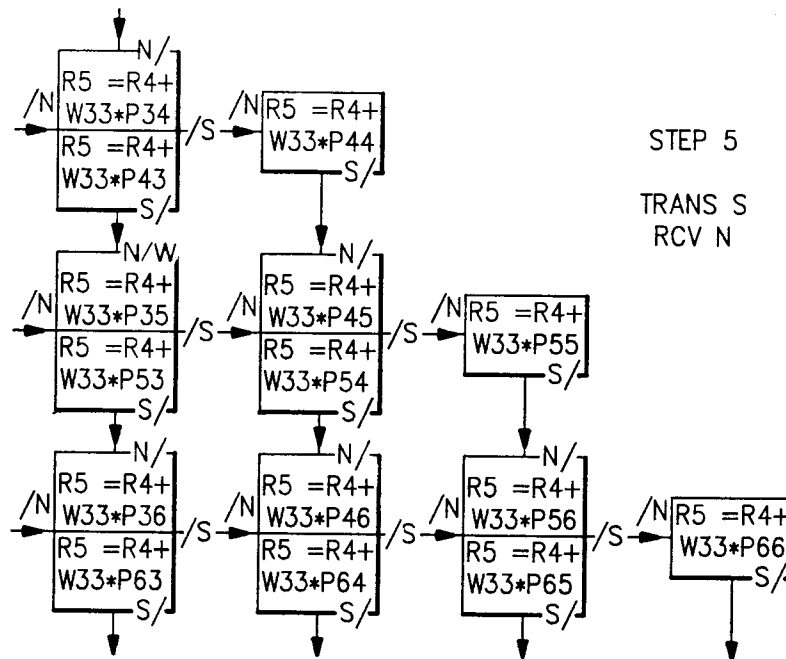 N/
R5 =R4+
W33*P34
/N
R5 =R4+
W33*P43
S/
/S
/N
R5 =R4+
W33*P44
S/
STEP 5
TRANS S
RCV N
N/W
R5 =R4+
W33*P35
/N
R5 =R4+
W33*P53
S/
/S
/N
N/
R5 =R4+
W33*P45
R5 =R4+
W33*P54
S/
/S
/N
R5 =R4+
W33*P55
S/
N/
R5 =R4+
W33*P36
/N
R5 =R4+
W33*P63
S/
/S
/N
N/
R5 =R4+
W33*P46
R5 =R4+
W33*P64
S/
/S
/N
N/
R5 =R4+
W33*P56
R5 =R4+
W33*P65
S/
/S
/N
R5 =R4+
W33*P66
S/